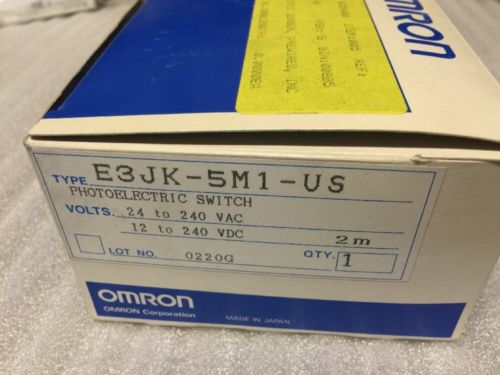 OMRON
TYPE E3JK-5M1-US
PHOTOELECTRIC SWITCH
VOLTS. 24 to 240 VAC
12 to 240 VDC 2m
LOT NO. 0220G QTY. 1
OMRON
OMRON Corporation
MADE IN JAPAN